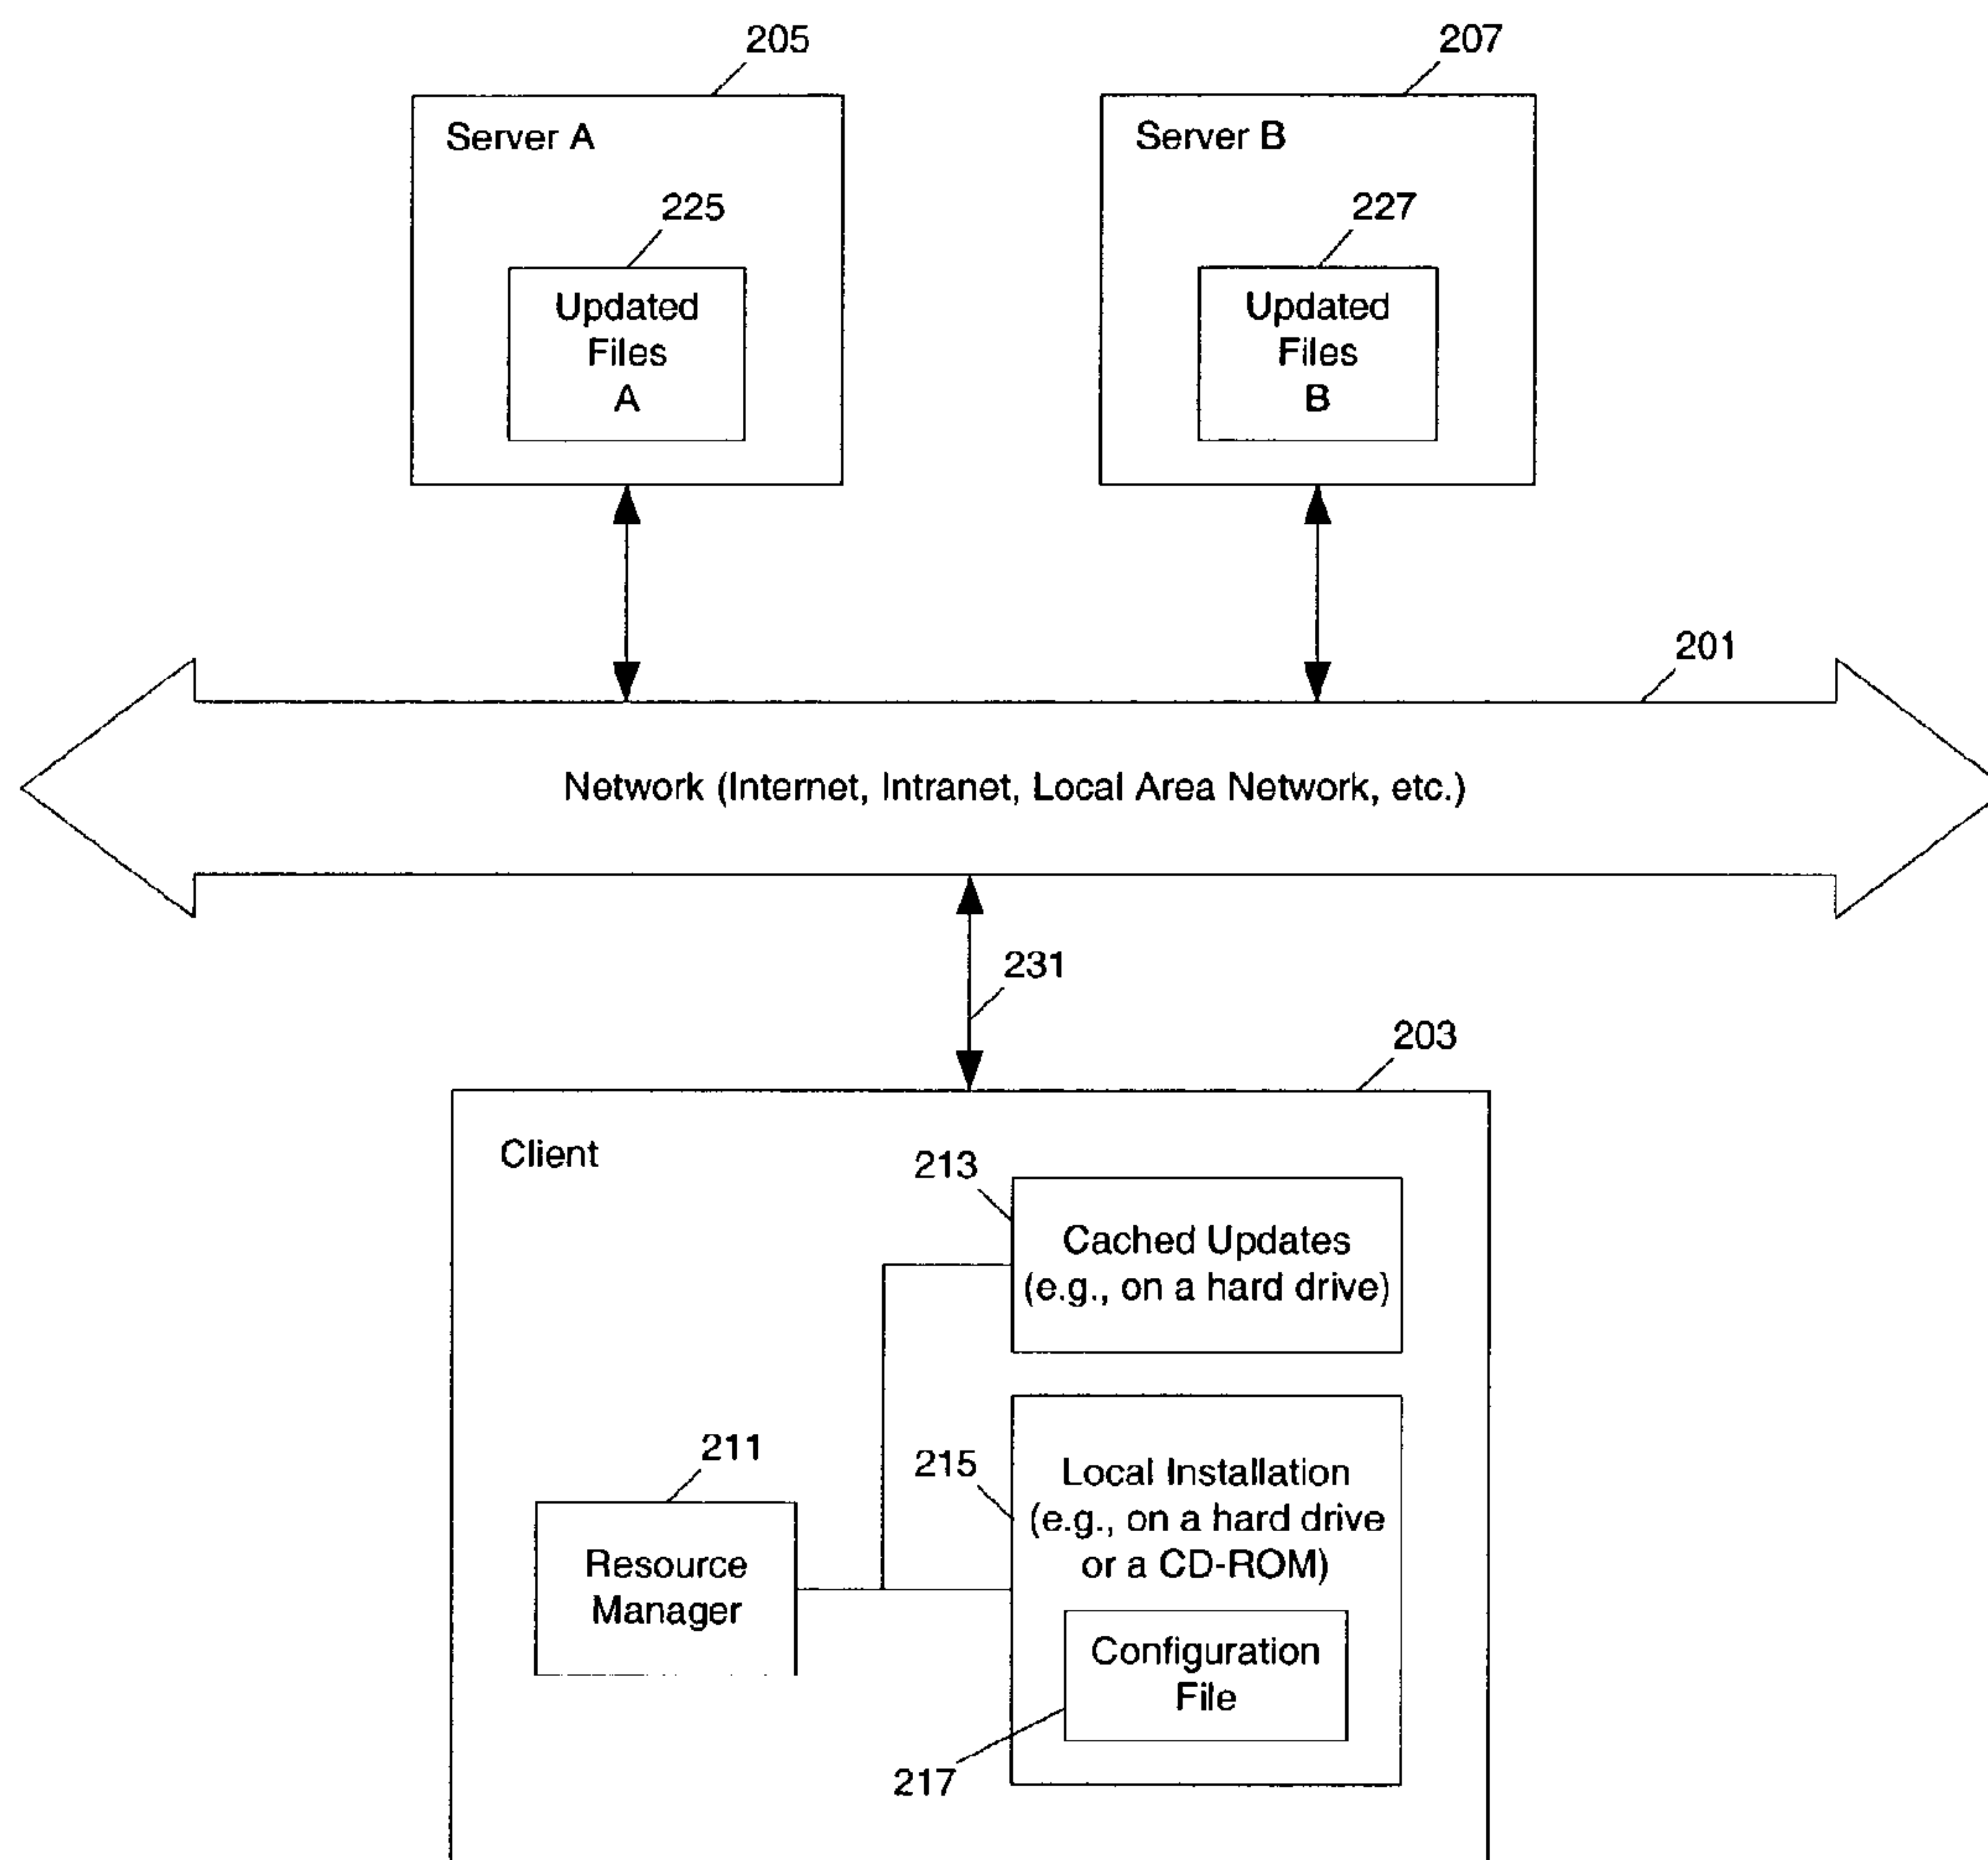 205
207
Server A
Server B
225
227
Updated
Files
A
Updated
Files
B
201
Network (Internet, Intranet, Local Area Network, etc.)
231
203
Client
213
Cached Updates
(e.g., on a hard drive)
211
215
Local Installation
(e.g., on a hard drive
or a CD-ROM)
Resource
Manager
Configuration
File
217